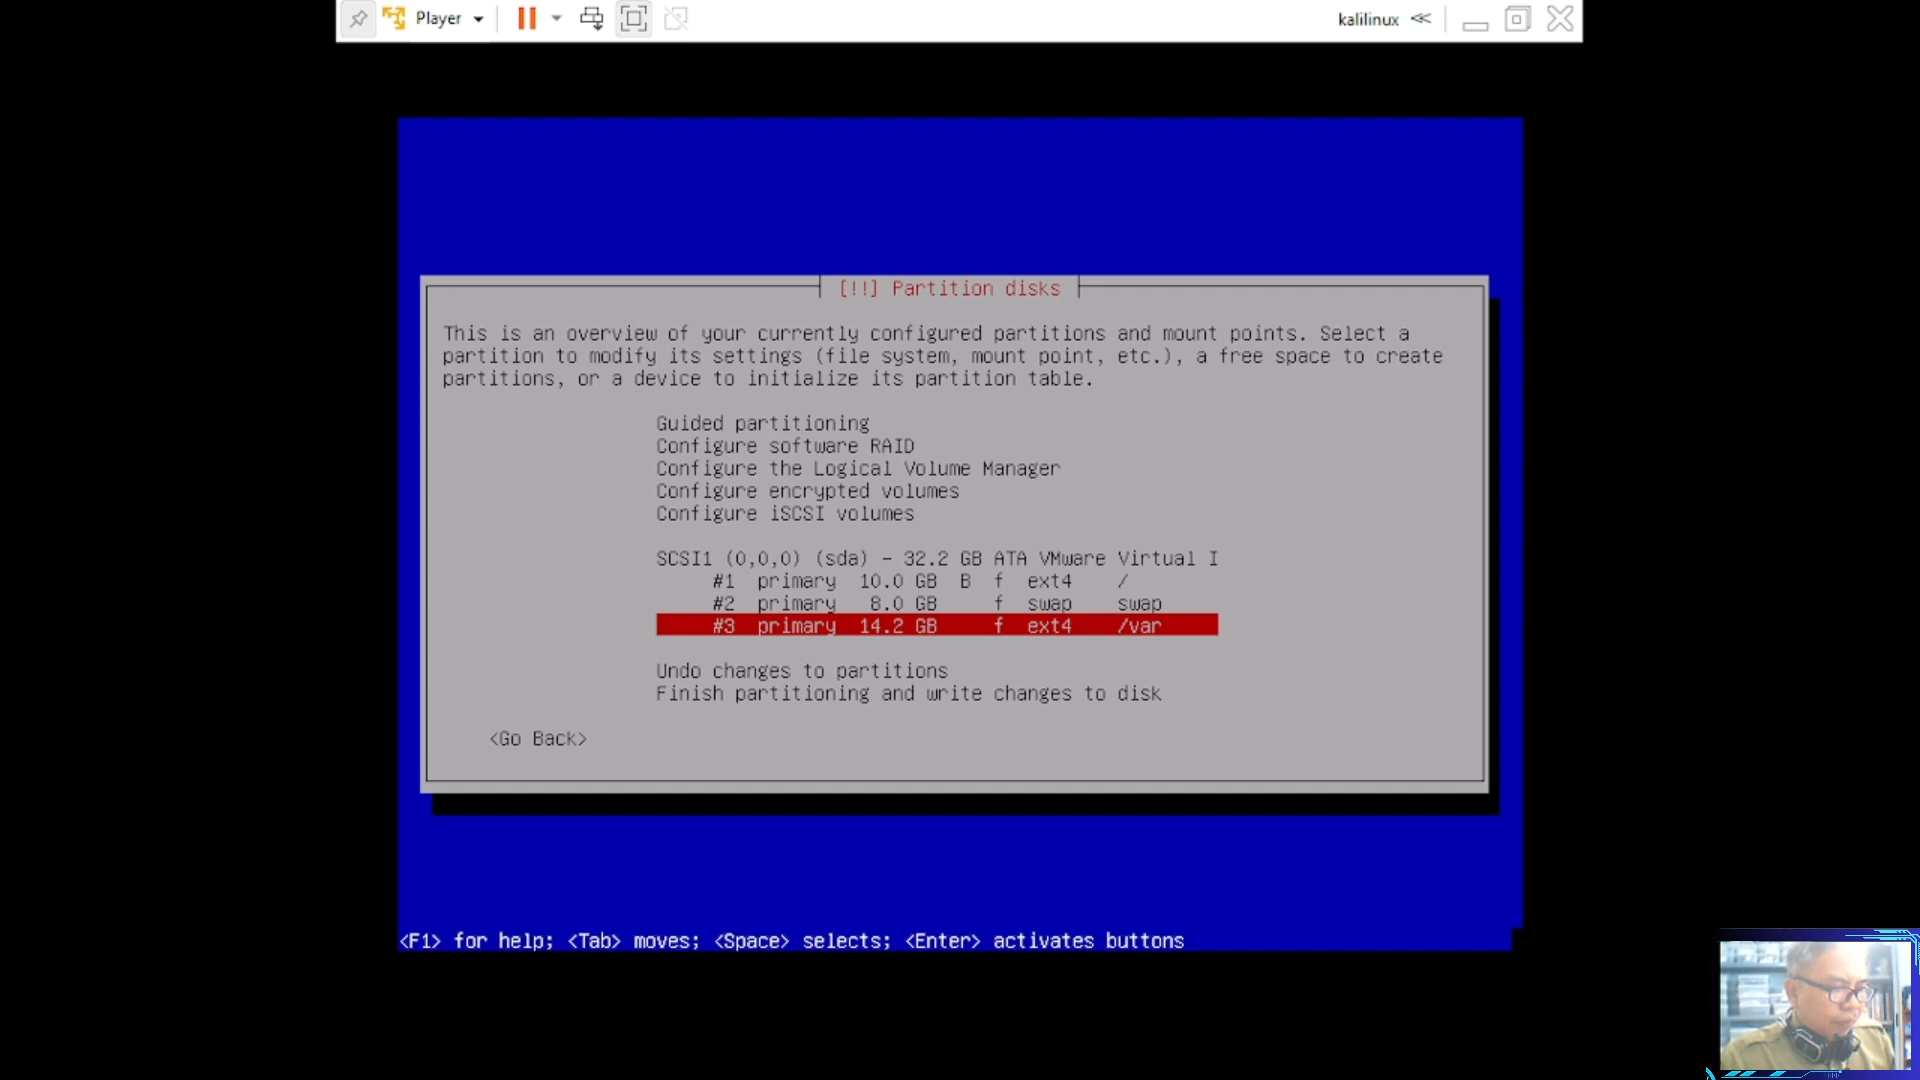 Player
kalilinux
[!!] Partition disks
This is an overview of your currently configured partitions and mount points. Select a
partition to modify its settings (file system, mount point, etc.), a free space to create
partitions, or a device to initialize its partition table.
Guided partitioning
Configure software RAID
Configure the Logical Volume Manager
Configure encrypted volumes
Configure iSCSI volumes
SCSI1 (0,0,0) (sda) - 32.2 GB ATA VMware Virtual I
#1 primary 10.0 GB B f ext4 /
#2 primary 8.0 GB f swap swap
#3 primary 14.2 GB f ext4 /var
Undo changes to partitions
Finish partitioning and write changes to disk
<Go Back>
<F1> for help; <Tab> moves; <Space> selects; <Enter> activates buttons